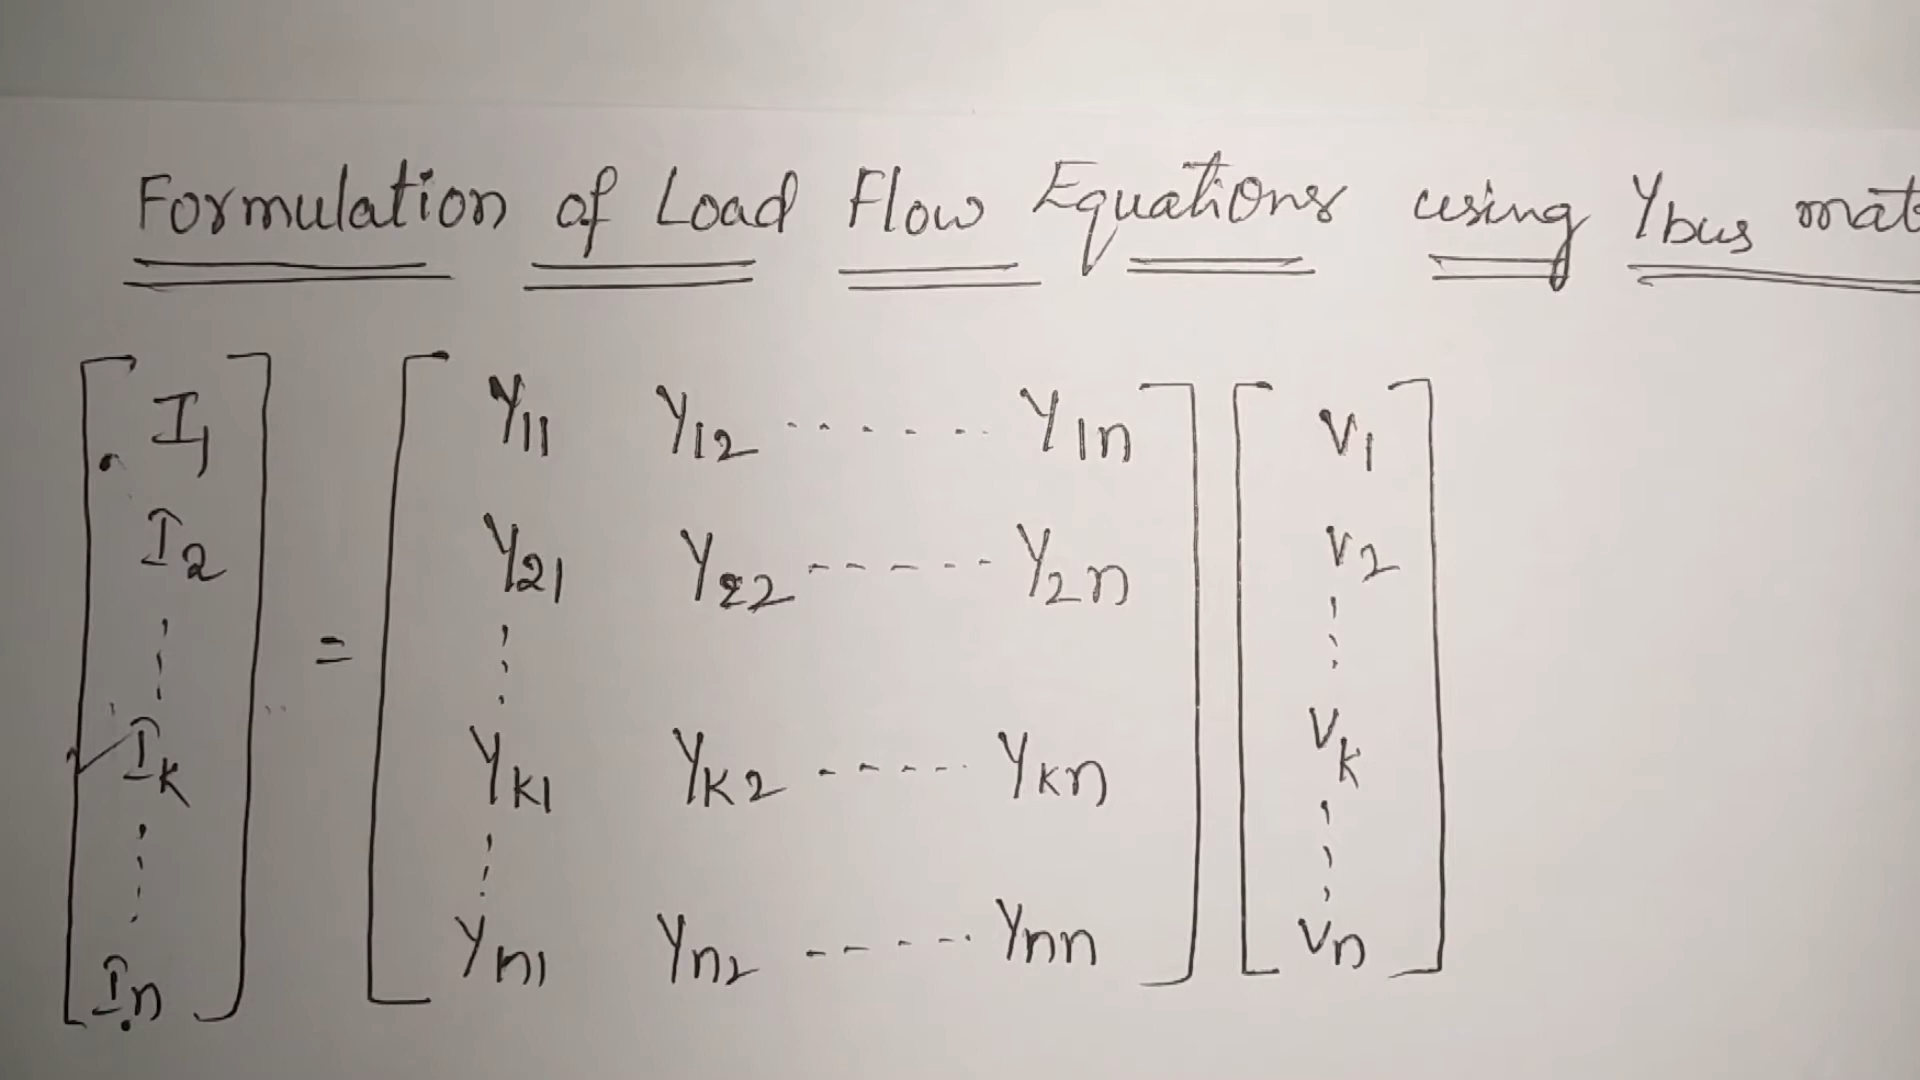 Formulation of Load Flow Equations using Ybus mat
I1 Y11 Y12 ....... Y1n V1
I2 Y21 Y22 ------ Y2n V2
=
Ik Yk1 Yk2 ------ Ykn Vk
In Yn1 Yn2 ------ Ynn Vn